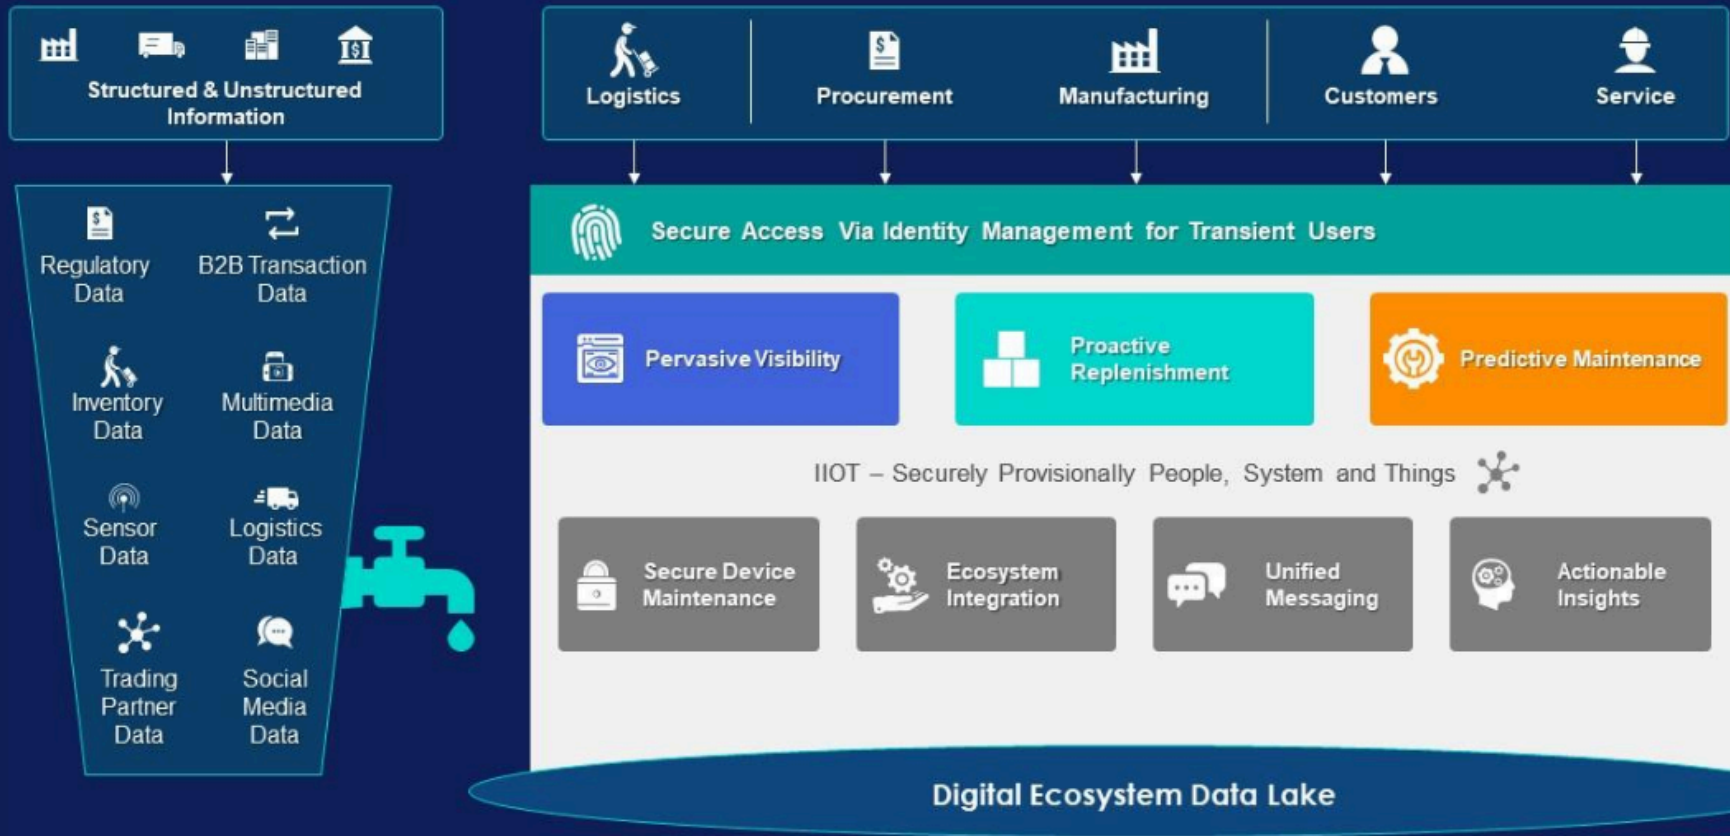 Structured & Unstructured
Information
Logistics
Procurement
Manufacturing
Customers
Service
Regulatory
Data
B2B Transaction
Data
Inventory
Data
Multimedia
Data
Sensor
Data
Logistics
Data
Trading
Partner
Data
Social
Media
Data
Secure Access Via Identity Management for Transient Users
Pervasive Visibility
Proactive
Replenishment
Predictive Maintenance
IIOT – Securely Provisionally People, System and Things
Secure Device
Maintenance
Ecosystem
Integration
Unified
Messaging
Actionable
Insights
Digital Ecosystem Data Lake